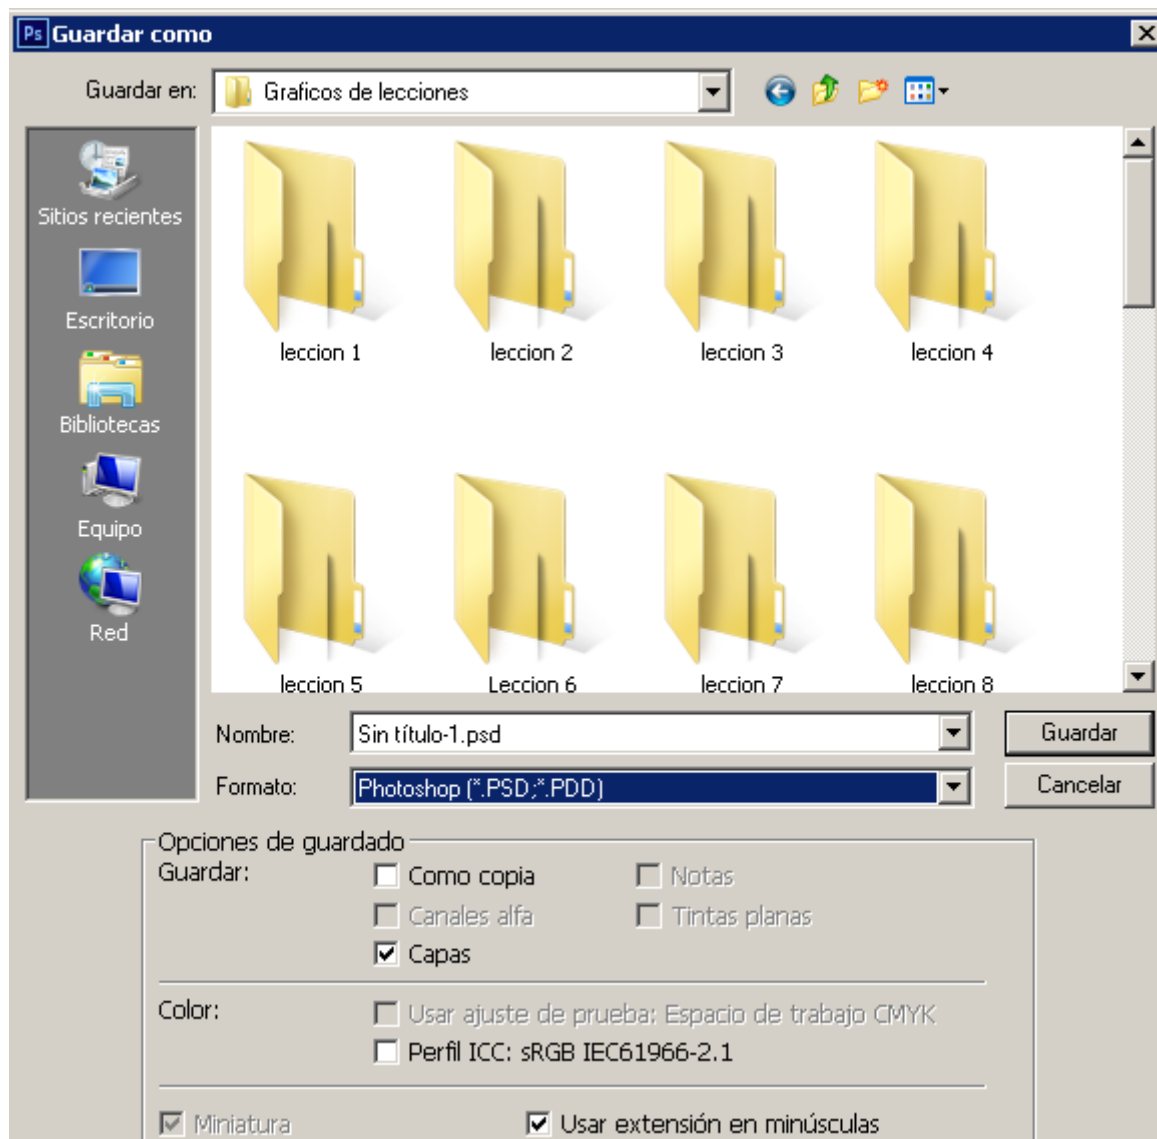 Ps Guardar como
Guardar en: Graficos de lecciones
Sitios recientes
Escritorio
Bibliotecas
Equipo
Red
leccion 1 leccion 2 leccion 3 leccion 4
leccion 5 Leccion 6 leccion 7 leccion 8
Nombre: Sin título-1.psd Guardar
Formato: Photoshop (*.PSD;*.PDD) Cancelar
Opciones de guardado
Guardar: Como copia Notas
Canales alfa Tintas planas
Capas
Color: Usar ajuste de prueba: Espacio de trabajo CMYK
Perfil ICC: sRGB IEC61966-2.1
Miniatura Usar extensión en minúsculas